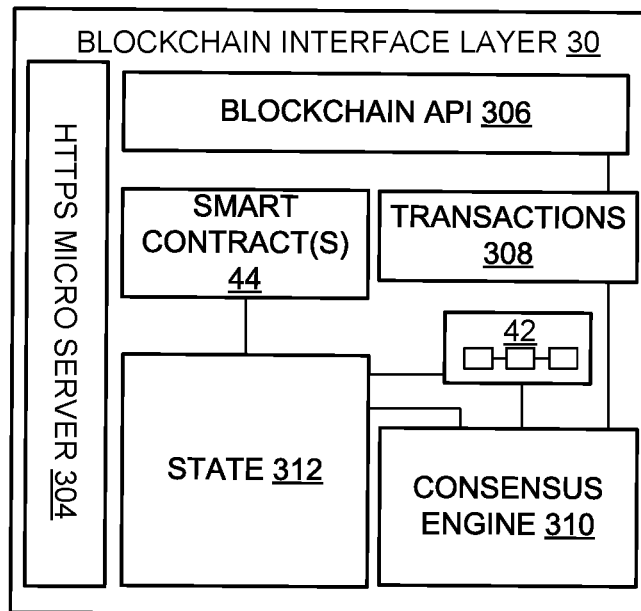 BLOCKCHAIN INTERFACE LAYER 30
HTTPS MICRO SERVER 304
BLOCKCHAIN API 306
SMART
CONTRACT(S)
44
TRANSACTIONS
308
42
STATE 312
CONSENSUS
ENGINE 310